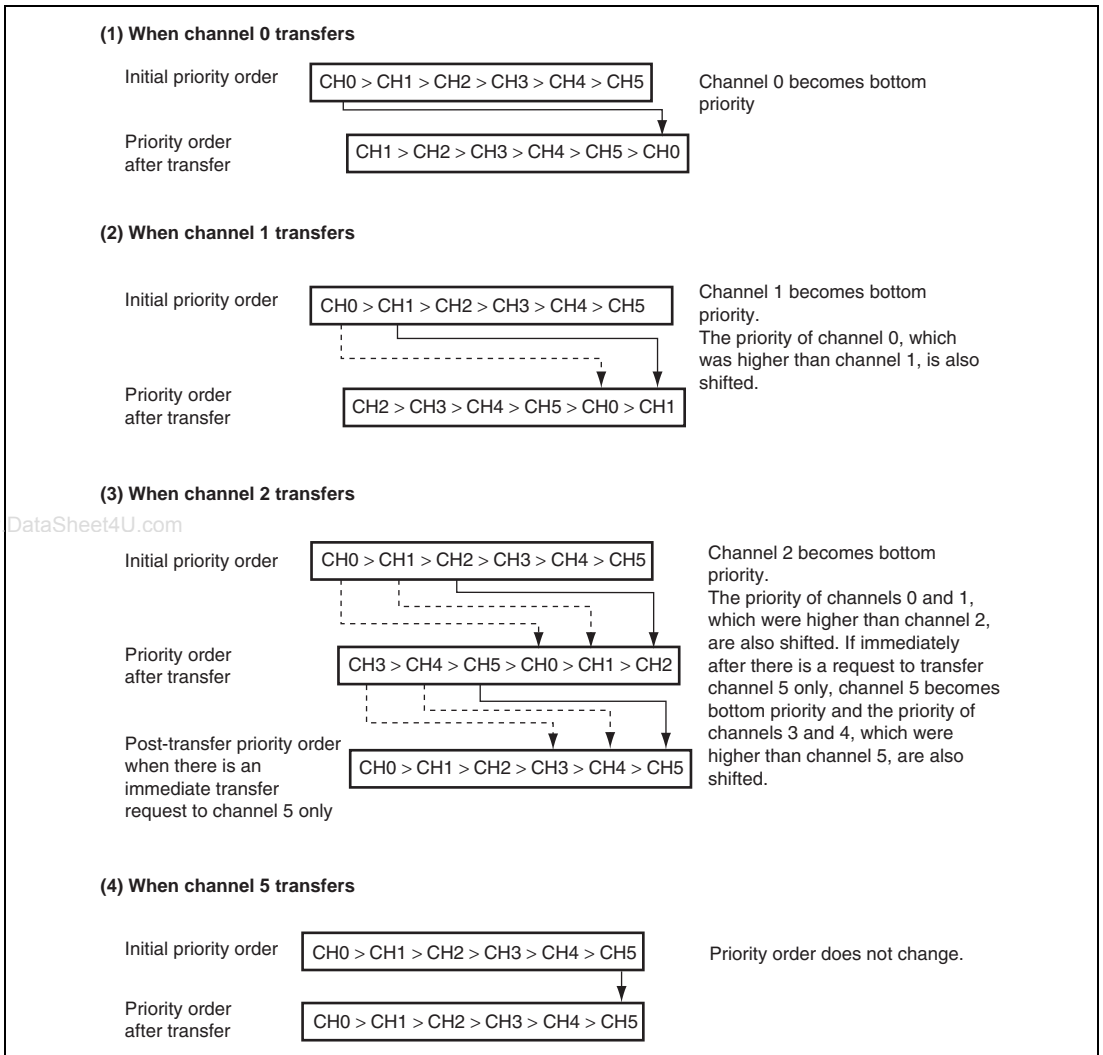 (1) When channel 0 transfers
Initial priority order
CH0 > CH1 > CH2 > CH3 > CH4 > CH5
Channel 0 becomes bottom
priority
Priority order
after transfer
CH1 > CH2 > CH3 > CH4 > CH5 > CH0
(2) When channel 1 transfers
Initial priority order
CH0 > CH1 > CH2 > CH3 > CH4 > CH5
Channel 1 becomes bottom
priority.
The priority of channel 0, which
was higher than channel 1, is also
shifted.
Priority order
after transfer
CH2 > CH3 > CH4 > CH5 > CH0 > CH1
(3) When channel 2 transfers
DataSheet4U.com
Initial priority order
CH0 > CH1 > CH2 > CH3 > CH4 > CH5
Channel 2 becomes bottom
priority.
The priority of channels 0 and 1,
which were higher than channel 2,
are also shifted. If immediately
after there is a request to transfer
channel 5 only, channel 5 becomes
bottom priority and the priority of
channels 3 and 4, which were
higher than channel 5, are also
shifted.
Priority order
after transfer
CH3 > CH4 > CH5 > CH0 > CH1 > CH2
Post-transfer priority order
when there is an
immediate transfer
request to channel 5 only
CH0 > CH1 > CH2 > CH3 > CH4 > CH5
(4) When channel 5 transfers
Initial priority order
CH0 > CH1 > CH2 > CH3 > CH4 > CH5
Priority order does not change.
Priority order
after transfer
CH0 > CH1 > CH2 > CH3 > CH4 > CH5